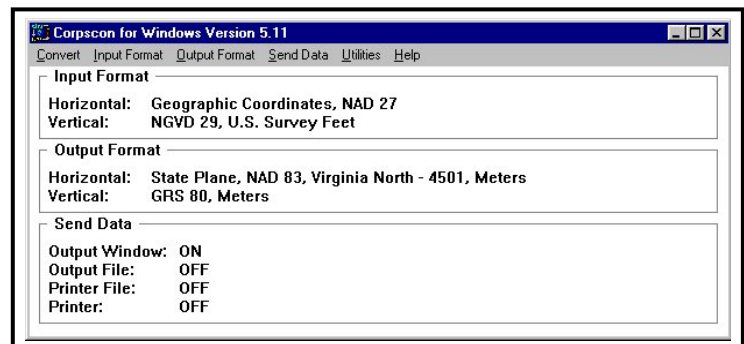 Corpscon for Windows Version 5.11
Convert Input Format Output Format Send Data Utilities Help
Input Format
Horizontal: Geographic Coordinates, NAD 27
Vertical: NGVD 29, U.S. Survey Feet
Output Format
Horizontal: State Plane, NAD 83, Virginia North - 4501, Meters
Vertical: GRS 80, Meters
Send Data
Output Window: ON
Output File: OFF
Printer File: OFF
Printer: OFF